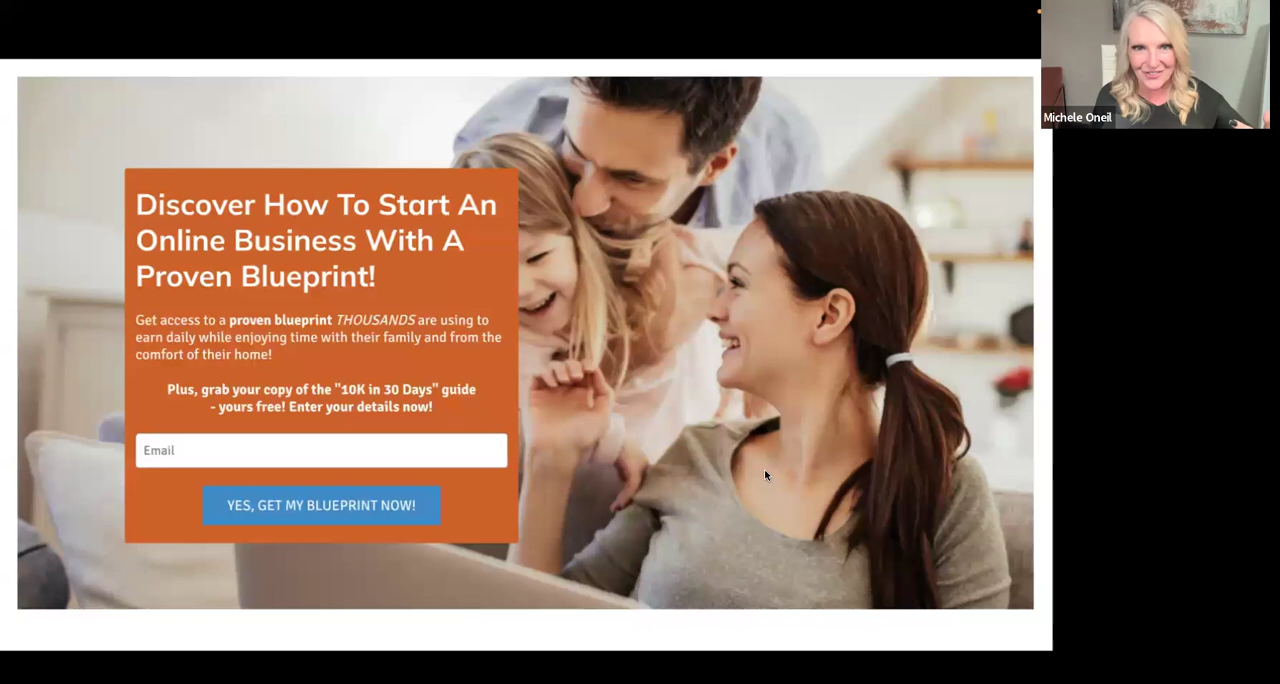 Michele Oneil
Discover How To Start An
Online Business With A
Proven Blueprint!
Get access to a proven blueprint THOUSANDS are using to
earn daily while enjoying time with their family and from the
comfort of their home!
Plus, grab your copy of the "10K in 30 Days" guide
- yours free! Enter your details now!
Email
YES, GET MY BLUEPRINT NOW!